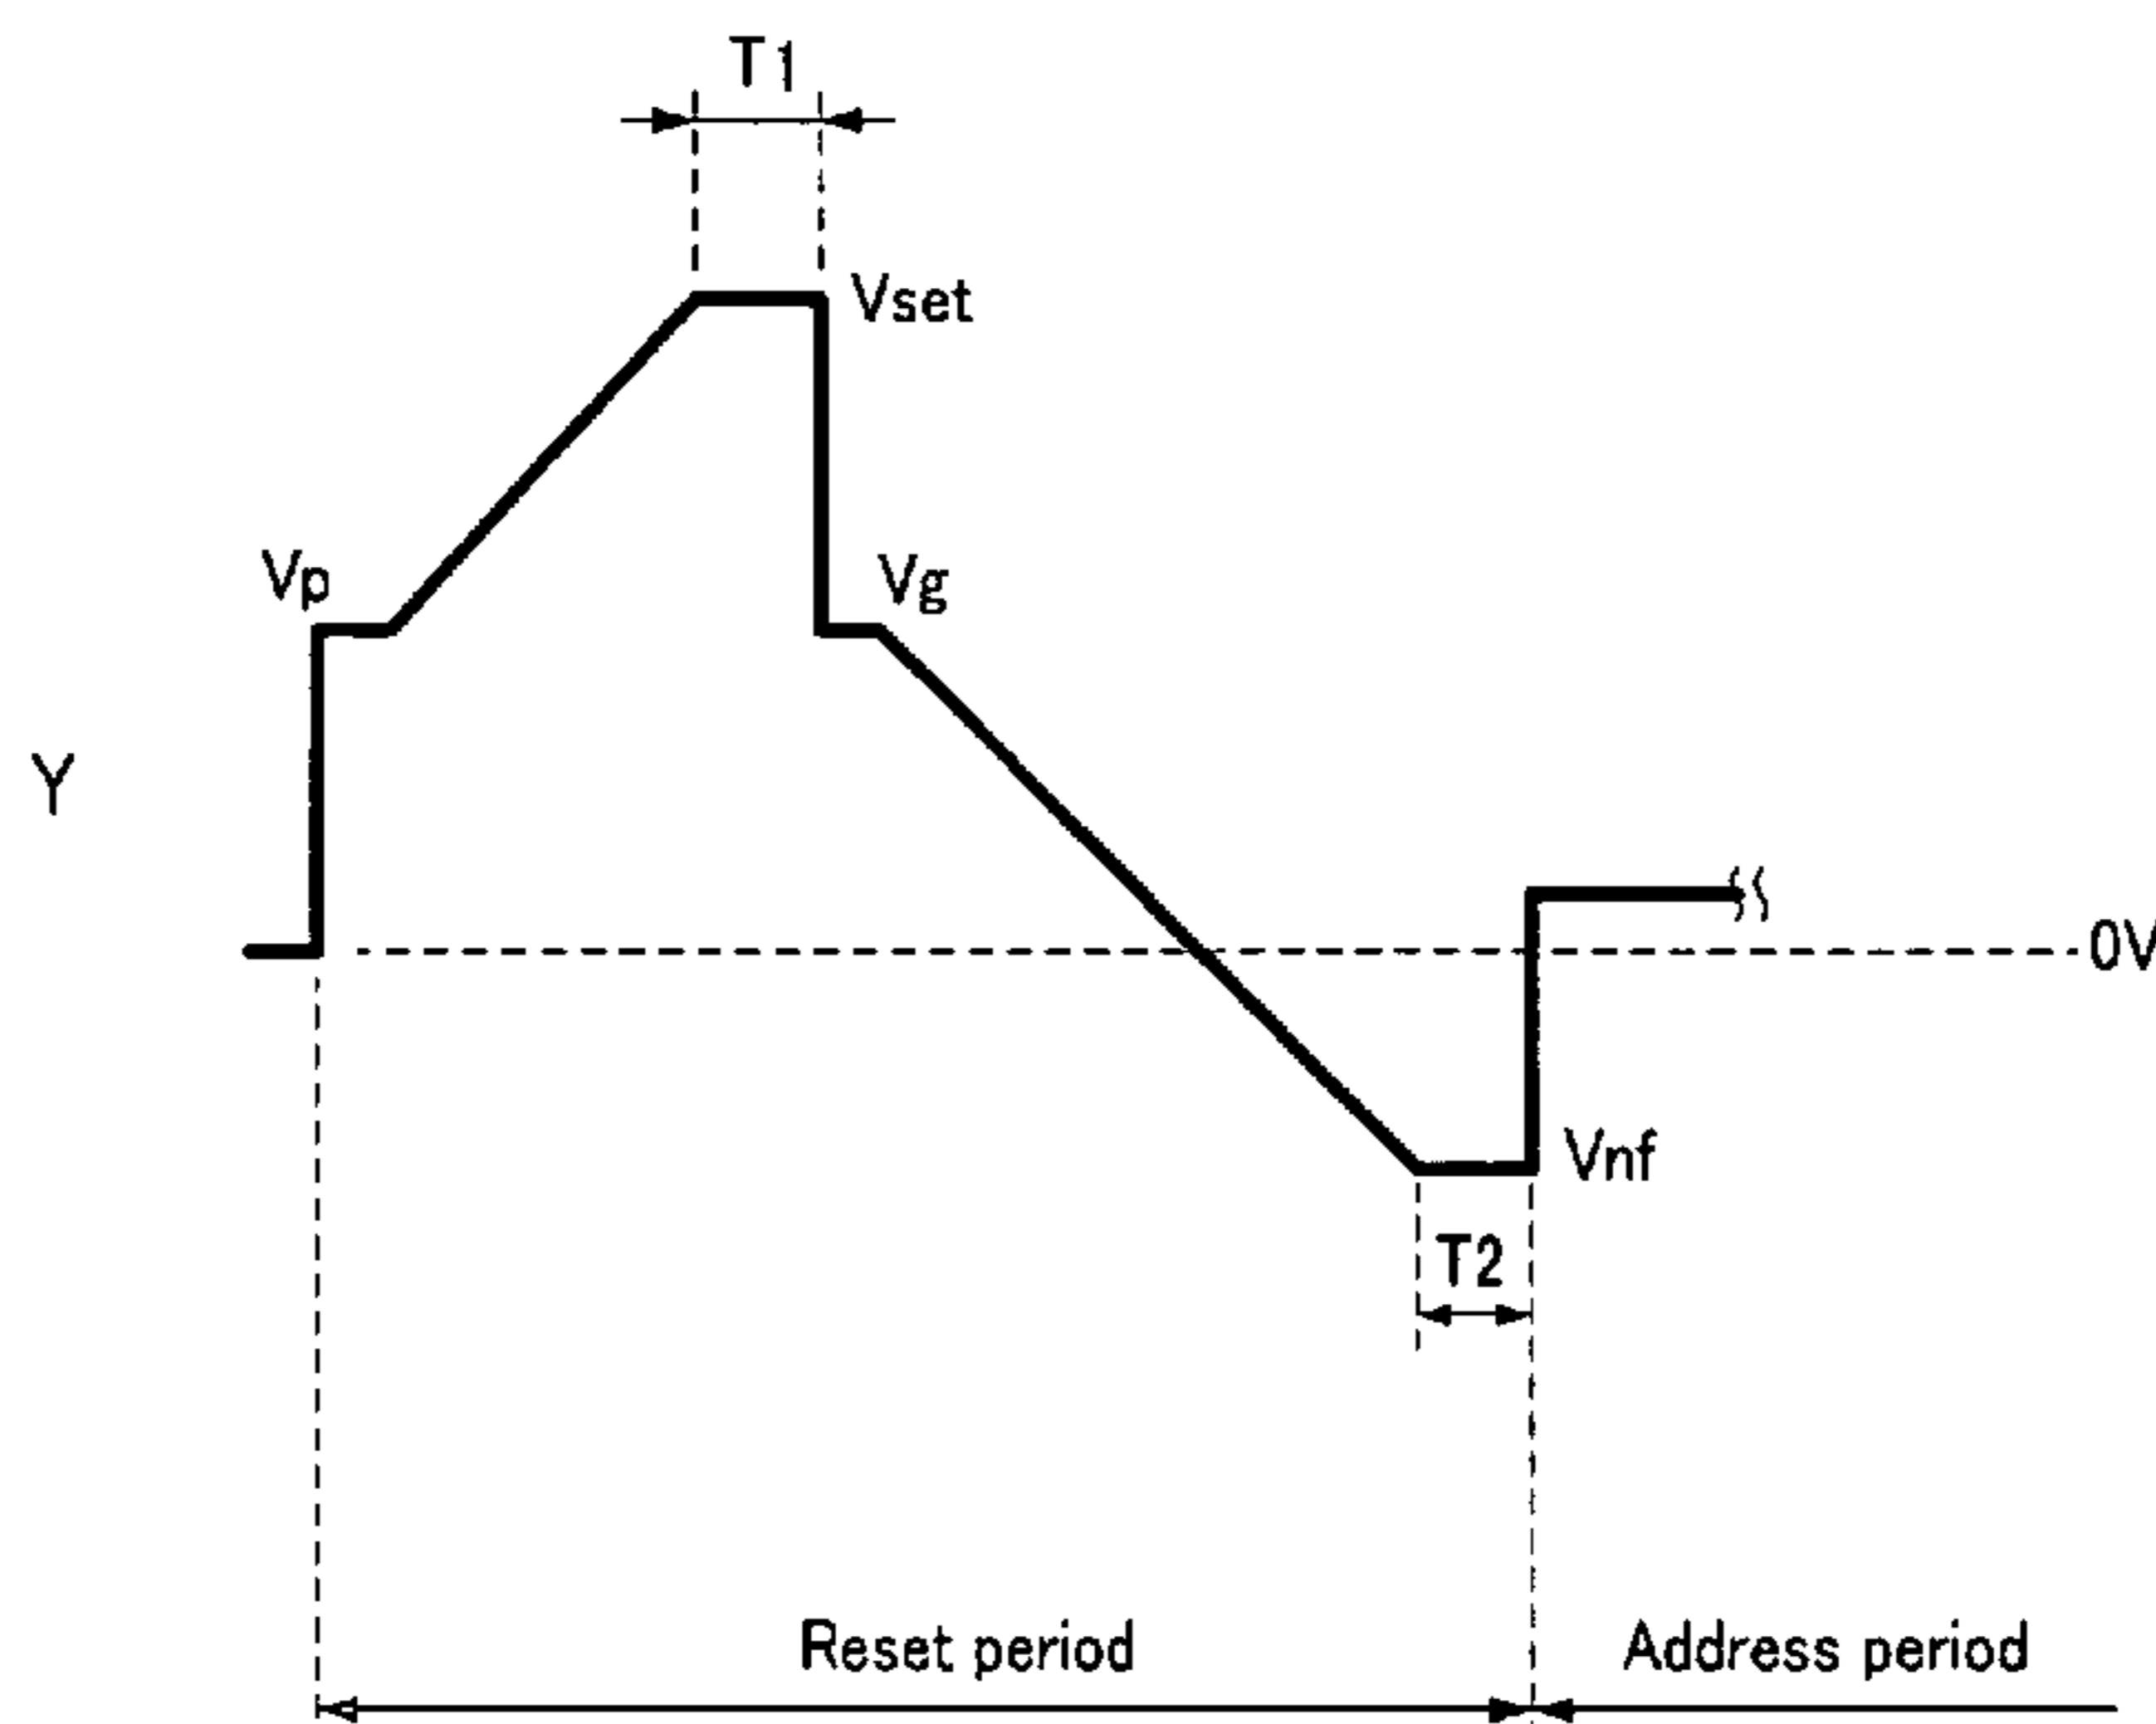 T1
Vset
Vp
Vg
Y
0V
Vnf
T2
Reset period
Address period